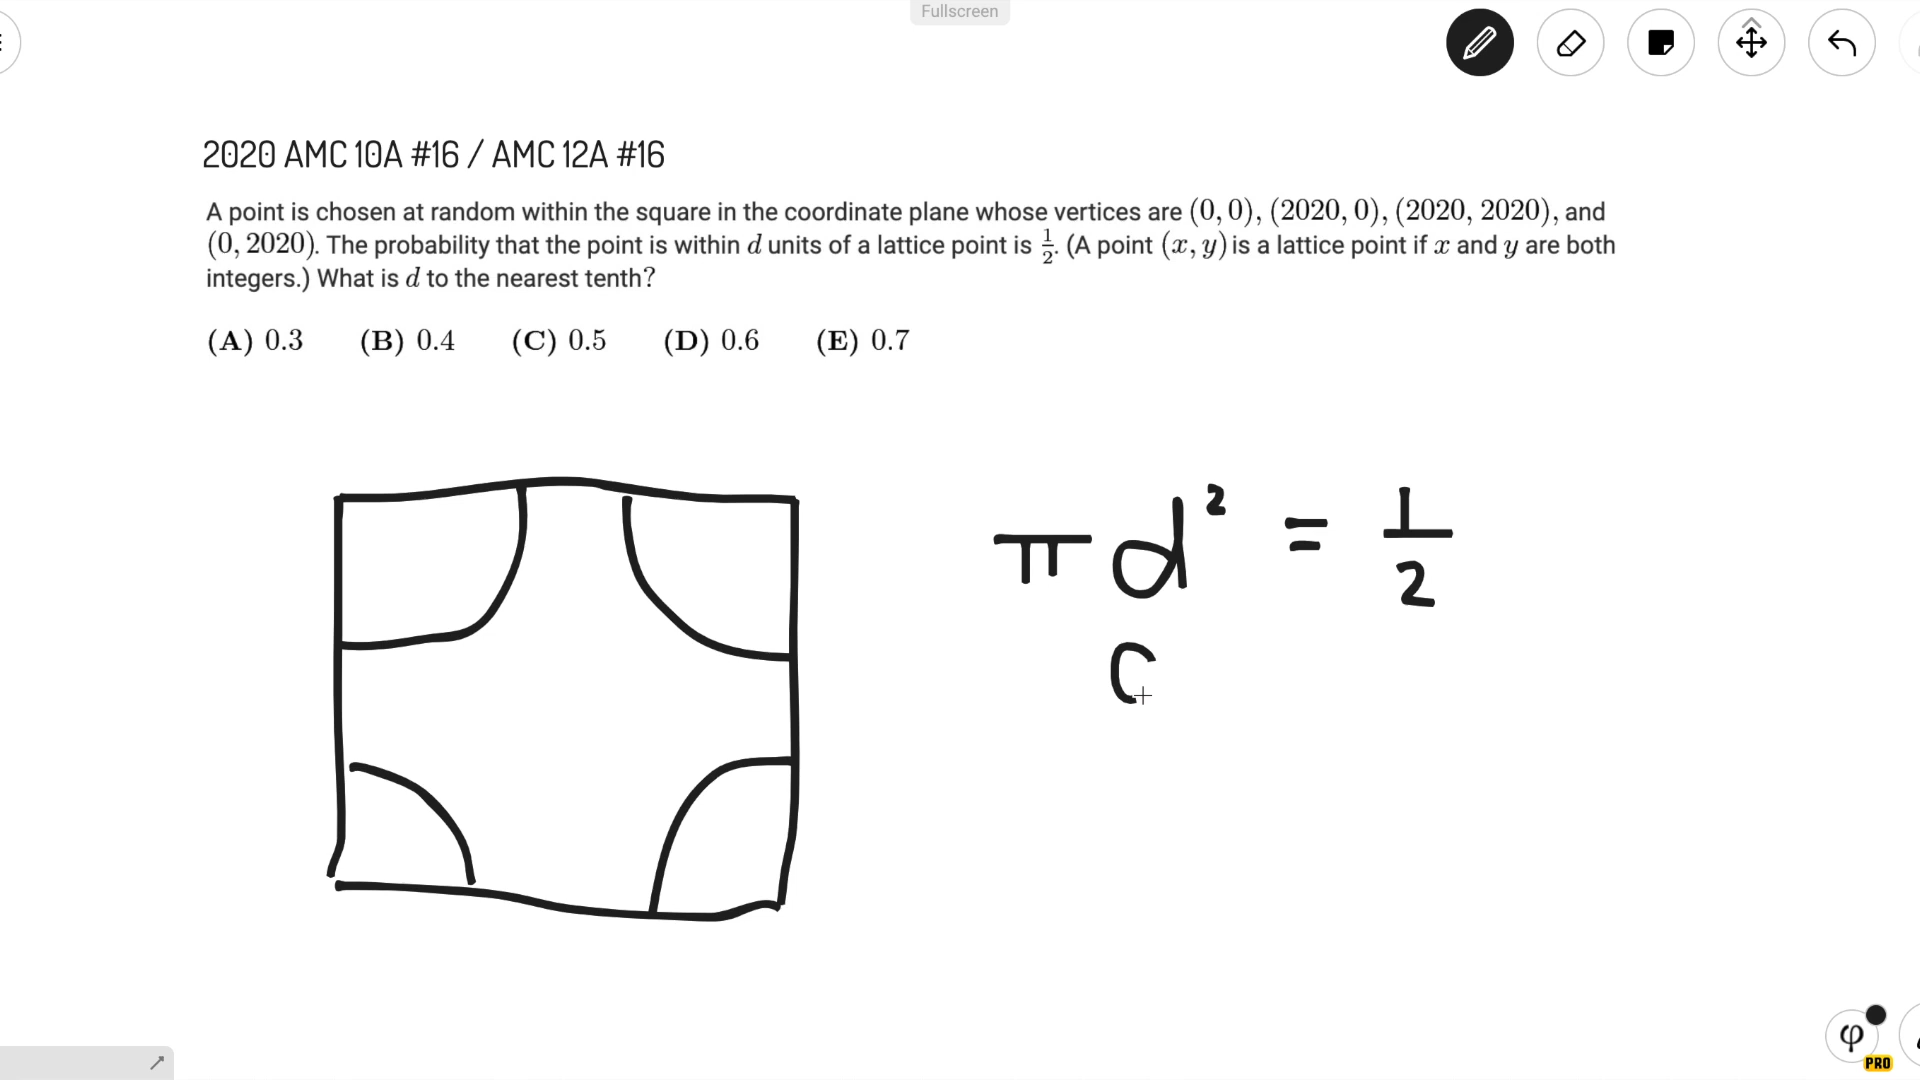 Fullscreen
2020 AMC 10A #16 / AMC 12A #16
A point is chosen at random within the square in the coordinate plane whose vertices are (0, 0), (2020, 0), (2020, 2020), and
(0, 2020). The probability that the point is within d units of a lattice point is 1/2. (A point (x, y) is a lattice point if x and y are both
integers.) What is d to the nearest tenth?
(A) 0.3 (B) 0.4 (C) 0.5 (D) 0.6 (E) 0.7
π d² = 1/2
φ
PRO